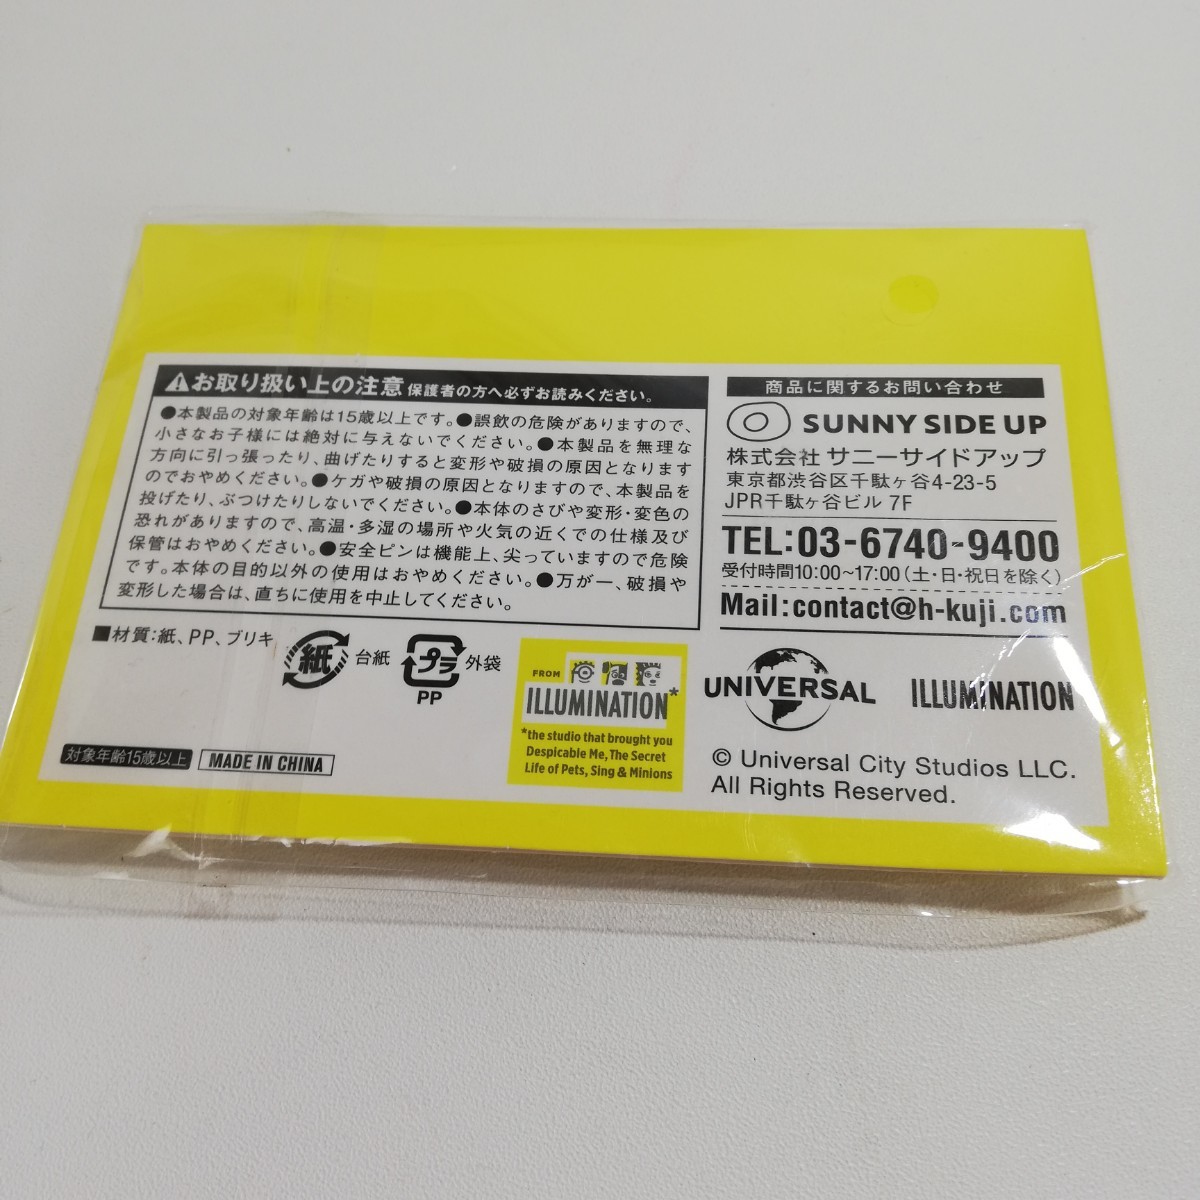 お取り扱い上の注意 保護者の方へ必ずお読みください。
●本製品の対象年齢は15歳以上です。●誤飲の危険がありますので、
小さなお子様には絶対に与えないでください。●本製品を無理な
方向に引っ張ったり、曲げたりすると変形や破損の原因となります
のでおやめください。●ケガや破損の原因となりますので、本製品を
投げたり、ぶつけたりしないでください。●本体のさびや変形・変色の
恐れがありますので、高温・多湿の場所や火気の近くでの仕様及び
保管はおやめください。●安全ピンは機能上、尖っていますので危険
です。本体の目的以外の使用はおやめください。●万が一、破損や
変形した場合は、直ちに使用を中止してください。
■材質:紙、PP、ブリキ
紙
台紙
プラ
PP
外袋
対象年齢15歳以上
MADE IN CHINA
商品に関するお問い合わせ
SUNNY SIDE UP
株式会社 サニーサイドアップ
東京都渋谷区千駄ヶ谷4-23-5
JPR千駄ヶ谷ビル 7F
TEL:03-6740-9400
受付時間10:00~17:00(土・日・祝日を除く)
Mail:contact@h-kuji.com
FROM
ILLUMINATION*
*the studio that brought you
Despicable Me, The Secret
Life of Pets, Sing & Minions
UNIVERSAL
ILLUMINATION
© Universal City Studios LLC.
All Rights Reserved.